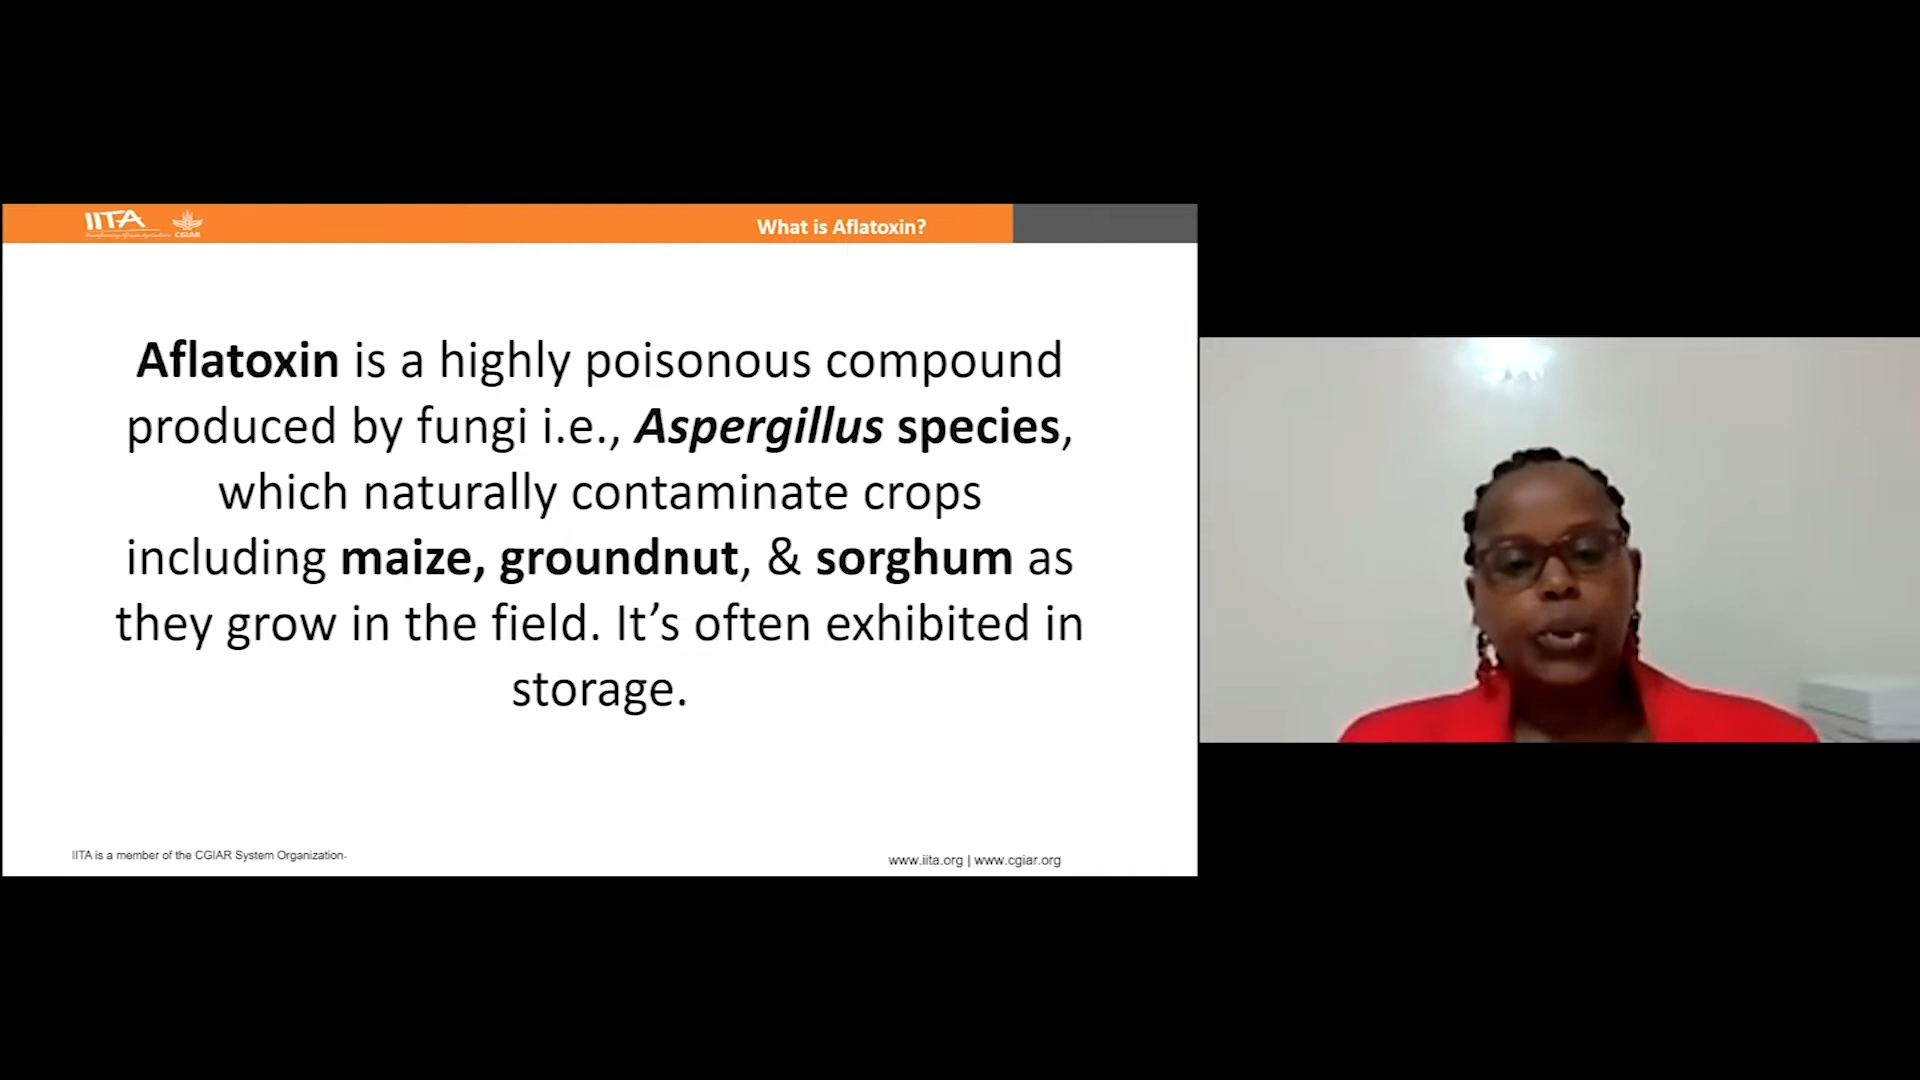 IITA
CGIAR
What is Aflatoxin?
Aflatoxin is a highly poisonous compound
produced by fungi i.e., Aspergillus species,
which naturally contaminate crops
including maize, groundnut, & sorghum as
they grow in the field. It’s often exhibited in
storage.
IITA is a member of the CGIAR System Organization-
www.iita.org | www.cgiar.org